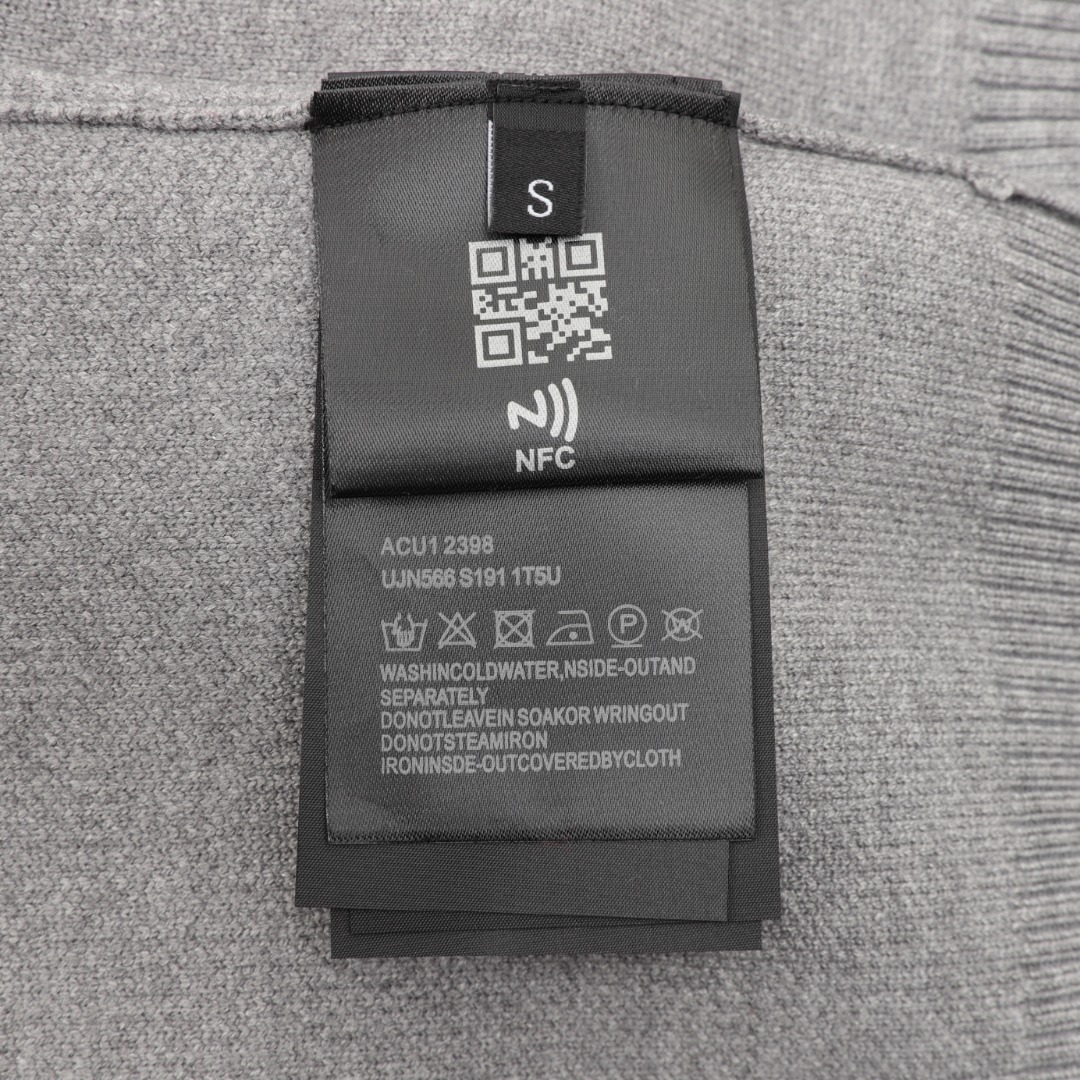 S
NFC
ACU1 2398
UJN566 S191 1T5U
P
W
WASHINCOLDWATER,NSIDE-OUTAND
SEPARATELY
DONOTLEAVEIN SOAKOR WRINGOUT
DONOTSTEAMIRON
IRONINSDE-OUTCOVEREDBYCLOTH